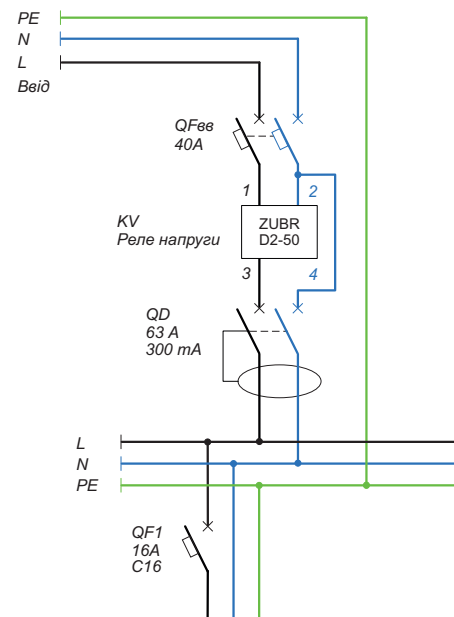 PE
N
L
Ввід
QFвв
40A
1
2
KV
Реле напруги
ZUBR
D2-50
3
4
QD
63 A
300 mA
L
N
PE
QF1
16A
C16